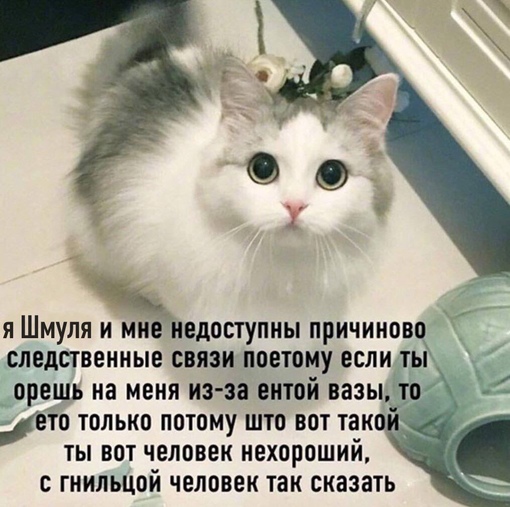 я Шмуля и мне недоступны причиново
следственные связи поетому если ты
орешь на меня из-за ентой вазы, то
ето только потому што вот такой
ты вот человек нехороший,
с гнильцой человек так сказать